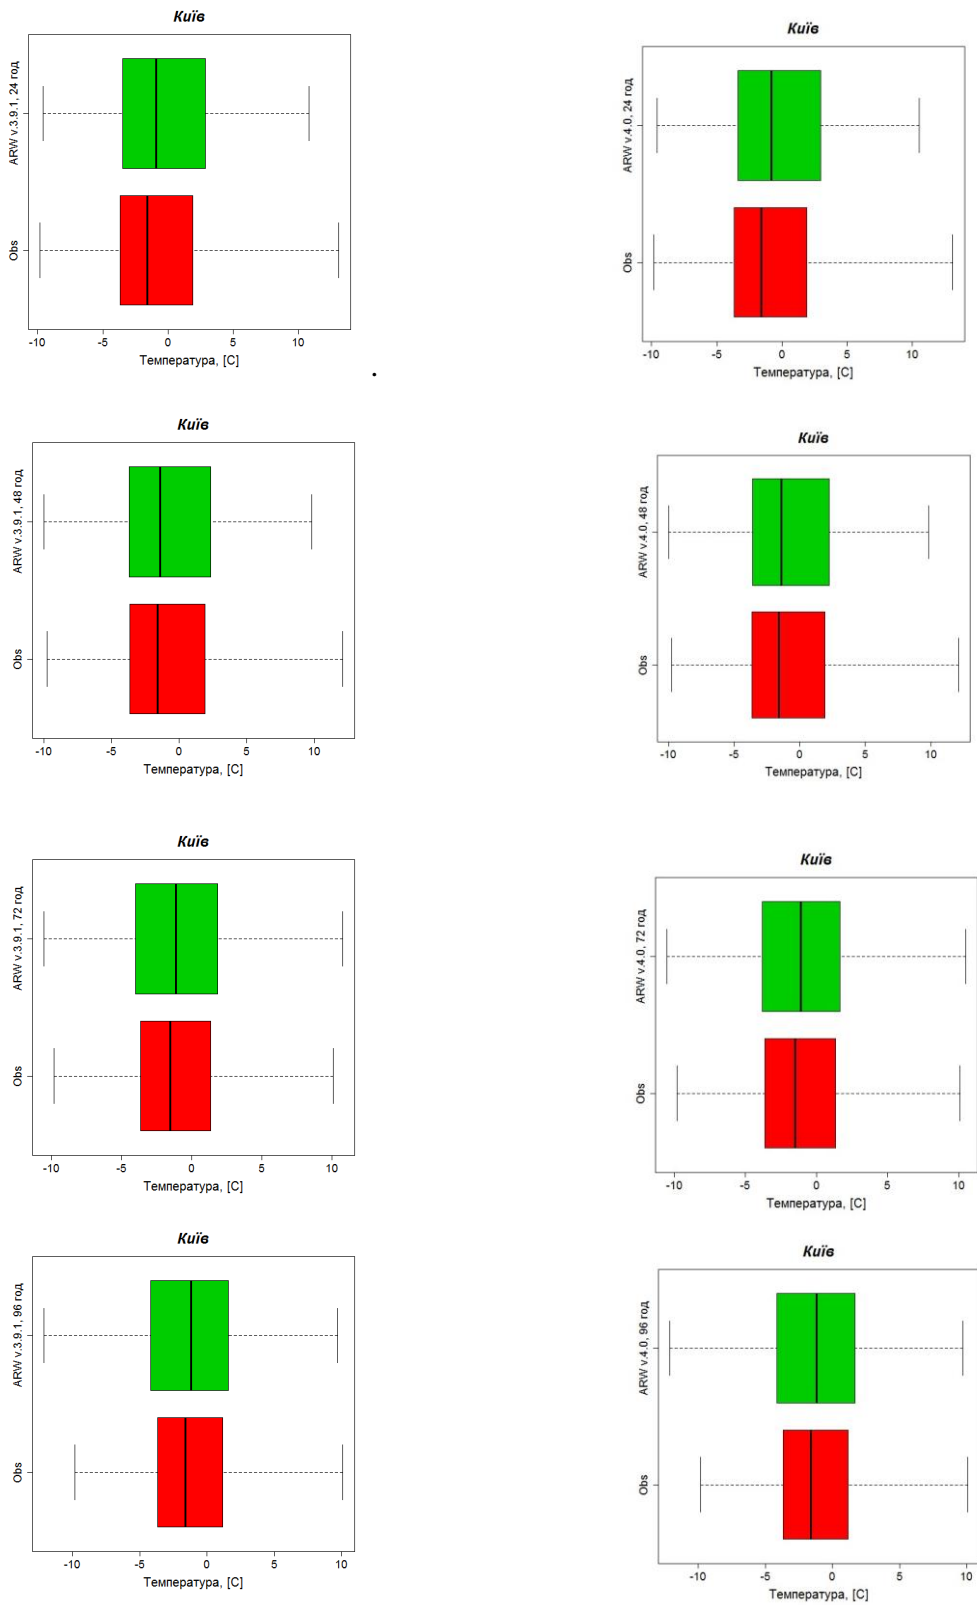 Київ
ARW v.3.9.1, 24 год
Obs
-10 -5 0 5 10
Температура, [C]
Київ
ARW v.4.0, 24 год
Obs
-10 -5 0 5 10
Температура, [C]
.
Київ
ARW v.3.9.1, 48 год
Obs
-10 -5 0 5 10
Температура, [C]
Київ
ARW v.4.0, 48 год
Obs
-10 -5 0 5 10
Температура, [C]
Київ
ARW v.3.9.1, 72 год
Obs
-10 -5 0 5 10
Температура, [C]
Київ
ARW v.4.0, 72 год
Obs
-10 -5 0 5 10
Температура, [C]
Київ
ARW v.3.9.1, 96 год
Obs
-10 -5 0 5 10
Температура, [C]
Київ
ARW v.4.0, 96 год
Obs
-10 -5 0 5 10
Температура, [C]